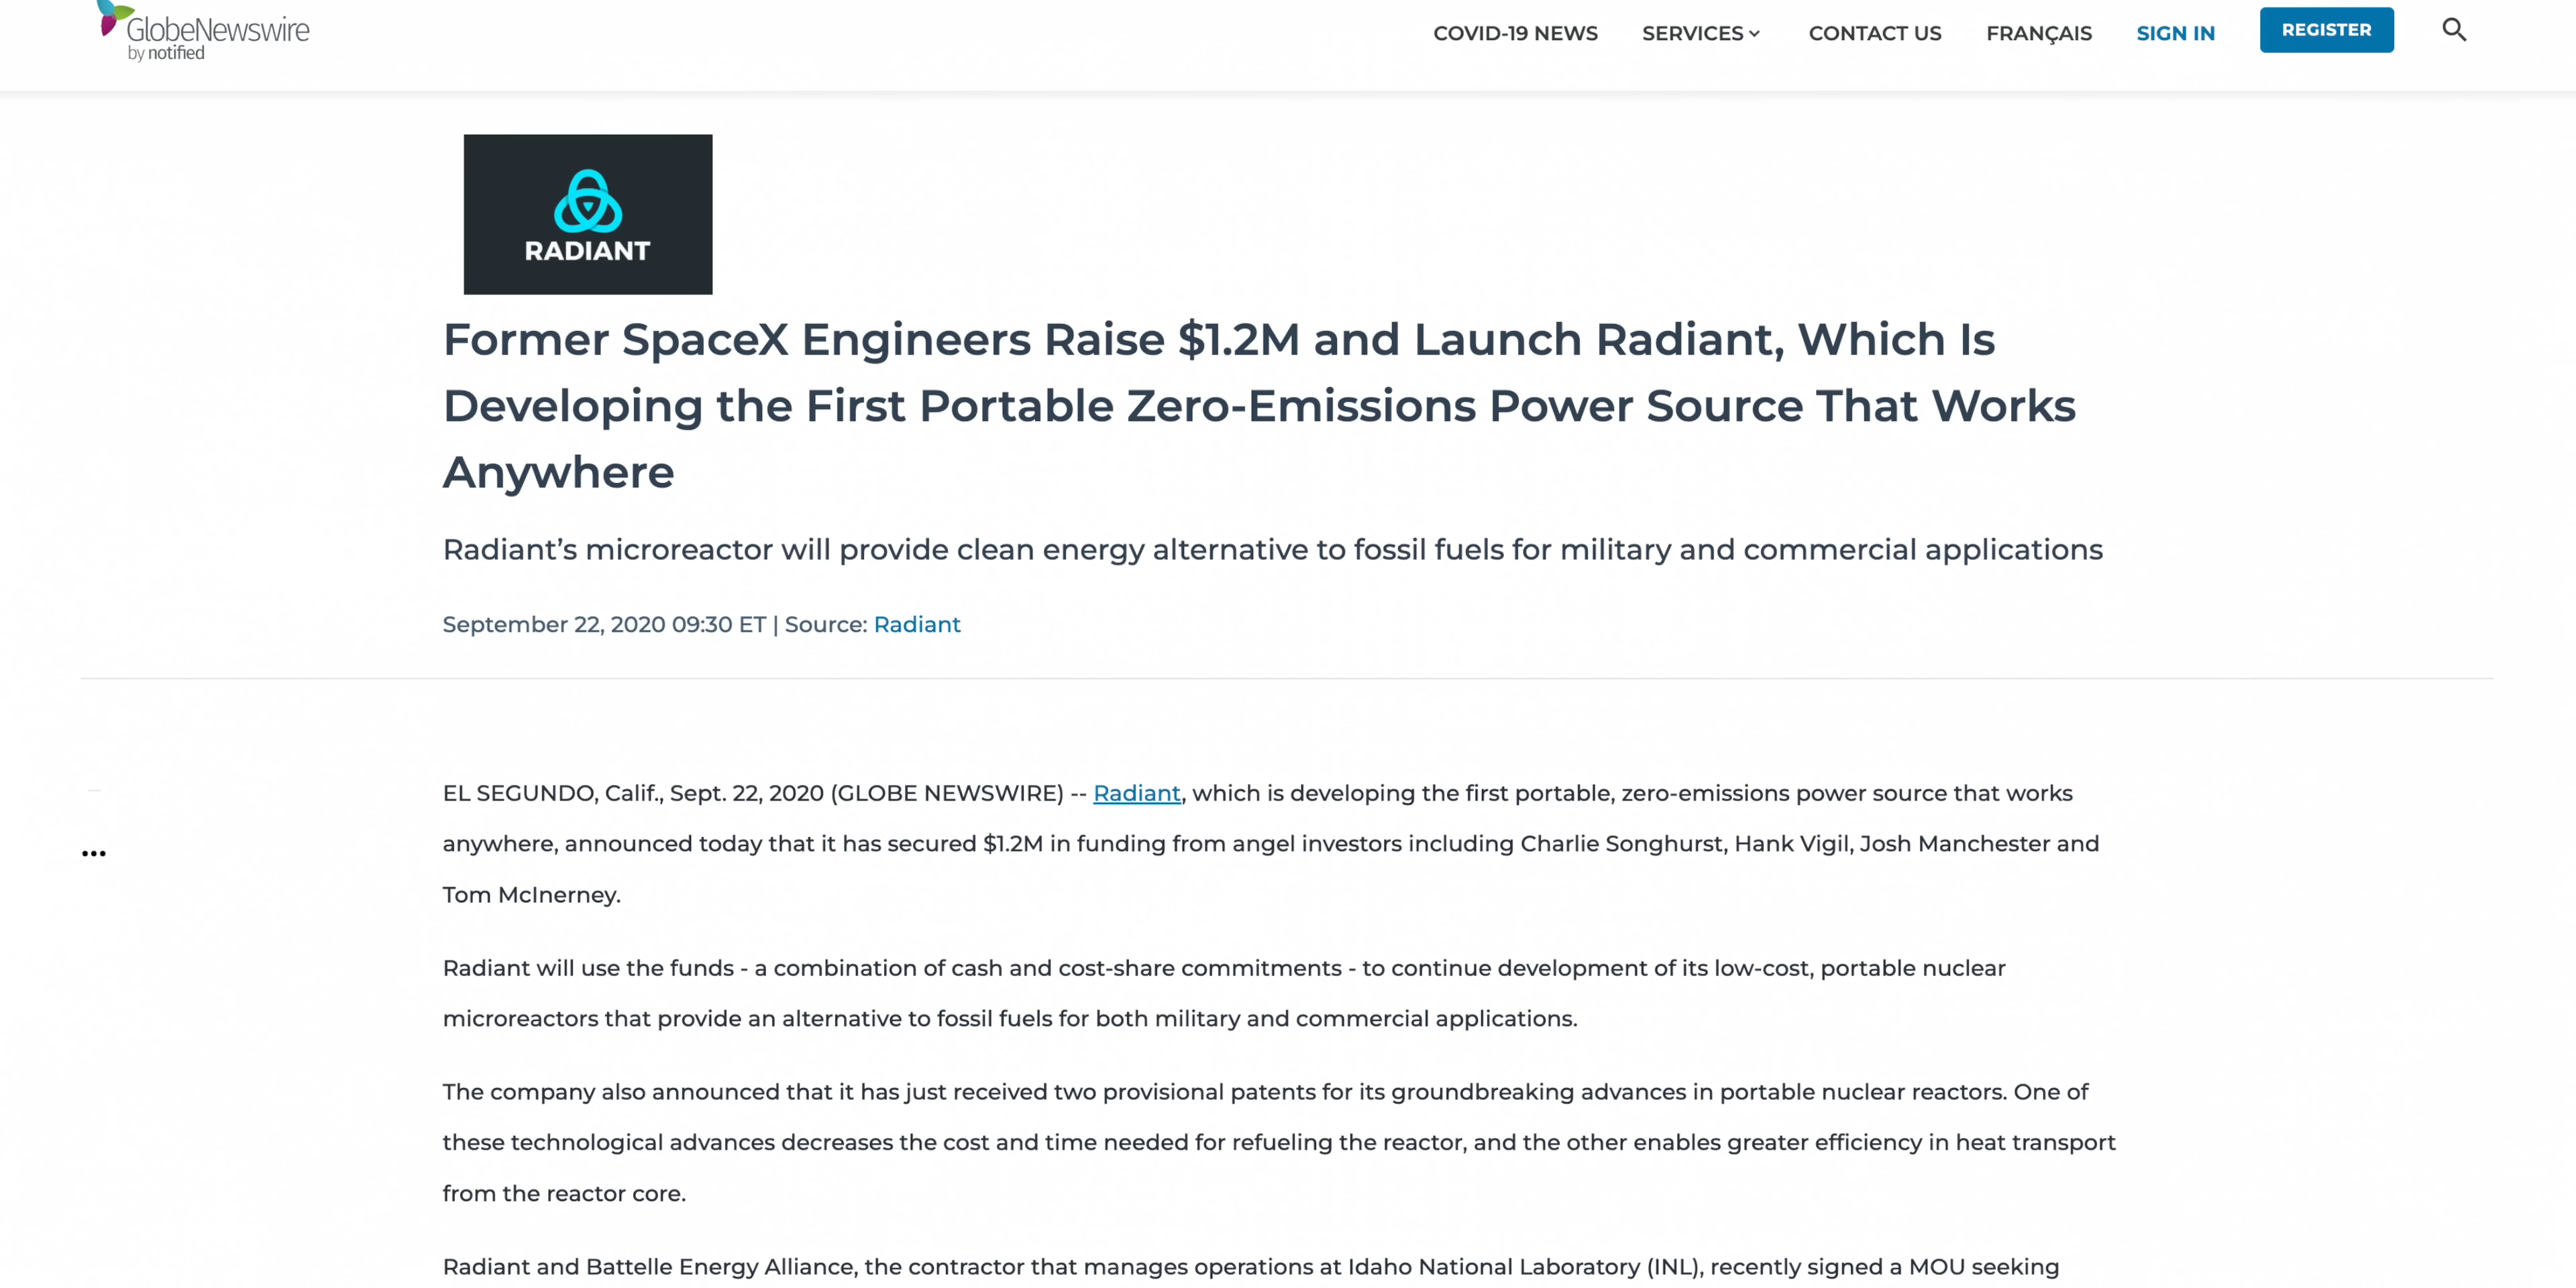 GlobeNewswire
by notified
COVID-19 NEWS SERVICES CONTACT US FRANÇAIS SIGN IN REGISTER
RADIANT
Former SpaceX Engineers Raise $1.2M and Launch Radiant, Which Is
Developing the First Portable Zero-Emissions Power Source That Works
Anywhere
Radiant’s microreactor will provide clean energy alternative to fossil fuels for military and commercial applications
September 22, 2020 09:30 ET | Source: Radiant
EL SEGUNDO, Calif., Sept. 22, 2020 (GLOBE NEWSWIRE) -- Radiant, which is developing the first portable, zero-emissions power source that works
anywhere, announced today that it has secured $1.2M in funding from angel investors including Charlie Songhurst, Hank Vigil, Josh Manchester and
Tom McInerney.
Radiant will use the funds - a combination of cash and cost-share commitments - to continue development of its low-cost, portable nuclear
microreactors that provide an alternative to fossil fuels for both military and commercial applications.
The company also announced that it has just received two provisional patents for its groundbreaking advances in portable nuclear reactors. One of
these technological advances decreases the cost and time needed for refueling the reactor, and the other enables greater efficiency in heat transport
from the reactor core.
Radiant and Battelle Energy Alliance, the contractor that manages operations at Idaho National Laboratory (INL), recently signed a MOU seeking